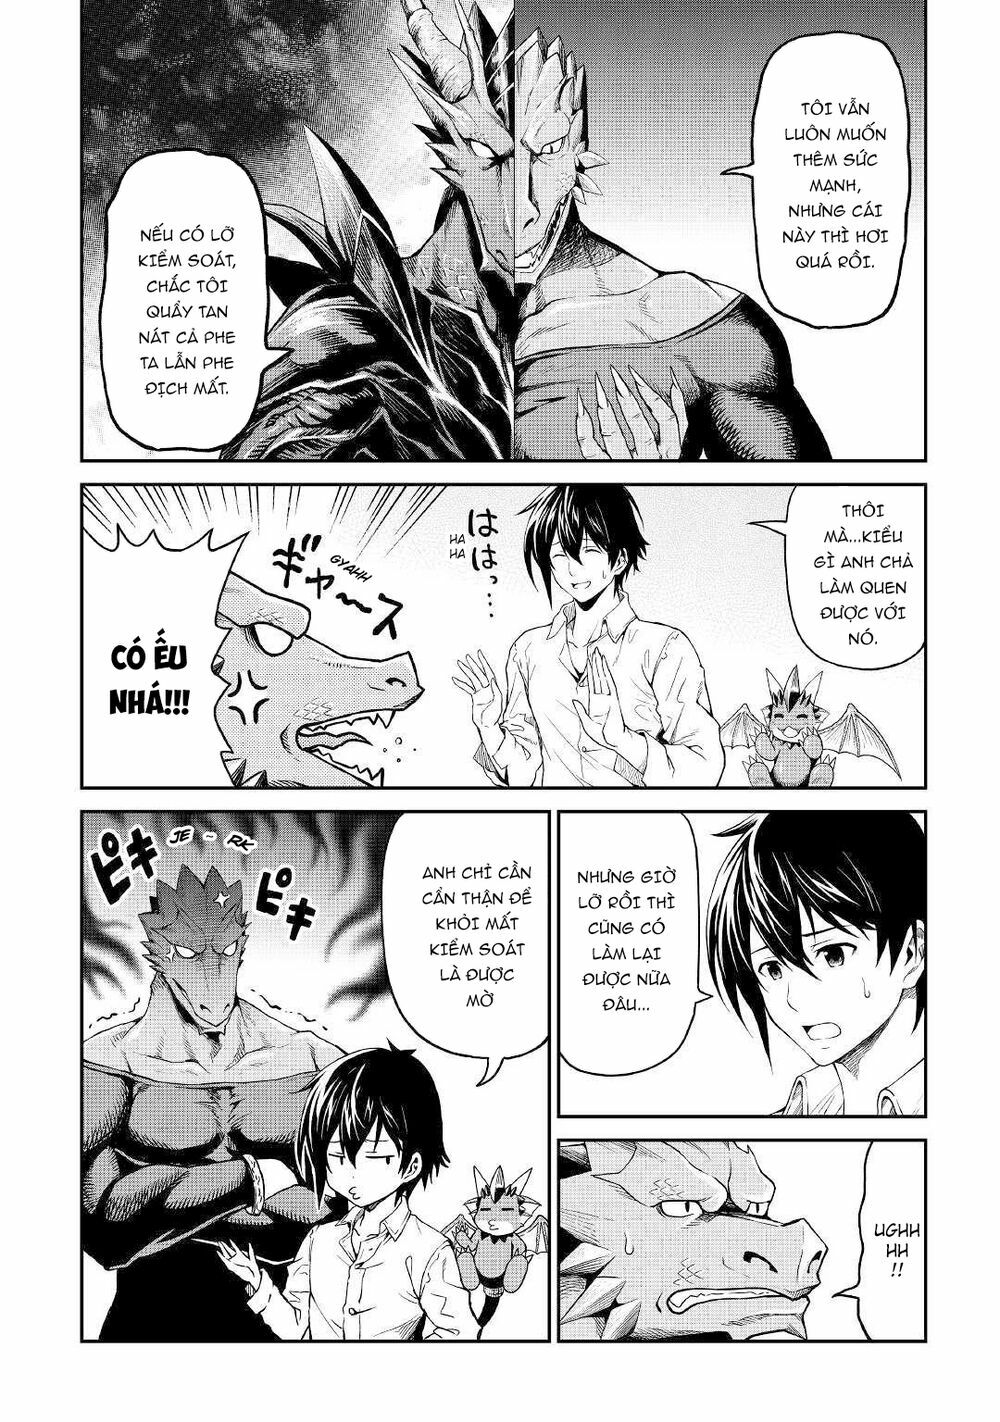 TÔI VẪN
LUÔN MUỐN
THÊM SỨC
MẠNH,
NHƯNG CÁI
NÀY THÌ HƠI
QUÁ RỒI.
NẾU CÓ LỠ
KIỂM SOÁT,
CHẮC TÔI
QUẨY TAN
NÁT CẢ PHE
TA LẪN PHE
ĐỊCH MẤT.
THÔI
MÀ...KIỂU
GÌ ANH CHẢ
LÀM QUEN
ĐƯỢC VỚI
NÓ.
はは…
HA
HA
ギャース
GYAHH
CÓ ẾU
NHÁ!!!
NHƯNG GIỜ
LỠ RỒI THÌ
CŨNG CÓ
LÀM LẠI
ĐƯỢC NỮA
ĐÂU...
UGHH
HH
!!
ANH CHỈ CẦN
CẨN THẬN ĐỂ
KHỎI MẤT
KIỂM SOÁT
LÀ ĐƯỢC
MỜ
ピキ
JE ~ RK
ピキ